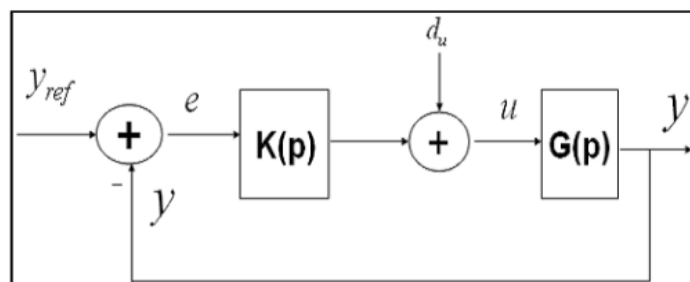 d_u
y_ref
e
u
y
+
K(p)
+
G(p)
–
y